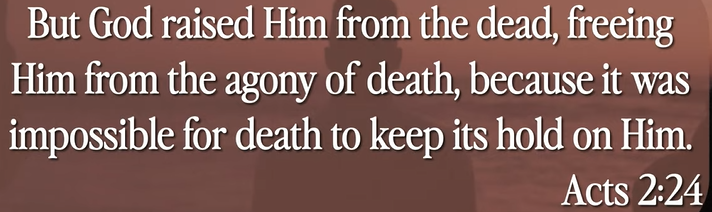 But God raised Him from the dead, freeing
Him from the agony of death, because it was
impossible for death to keep its hold on Him.
Acts 2:24